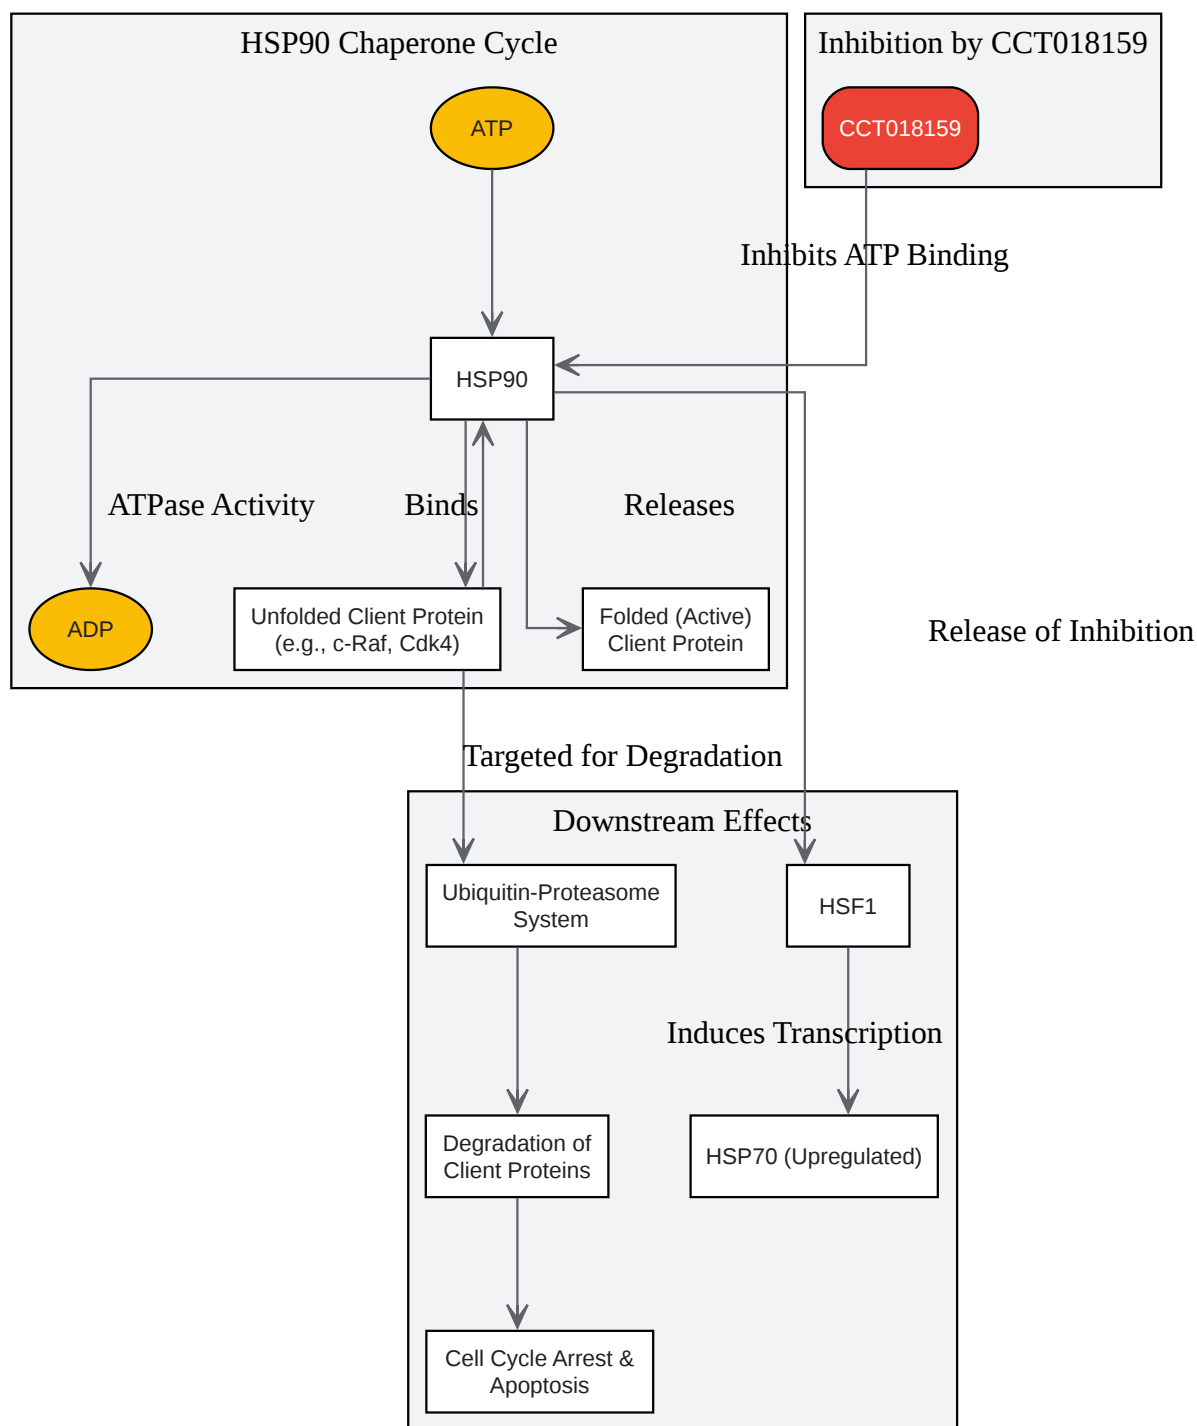 HSP90 Chaperone Cycle
Inhibition by CCT018159
ATP
CCT018159
Inhibits ATP Binding
HSP90
ATPase Activity
Binds
Releases
ADP
Unfolded Client Protein
(e.g., c-Raf, Cdk4)
Folded (Active)
Client Protein
Release of Inhibition
Targeted for Degradation
Downstream Effects
Ubiquitin-Proteasome
System
HSF1
Induces Transcription
Degradation of
Client Proteins
HSP70 (Upregulated)
Cell Cycle Arrest &
Apoptosis